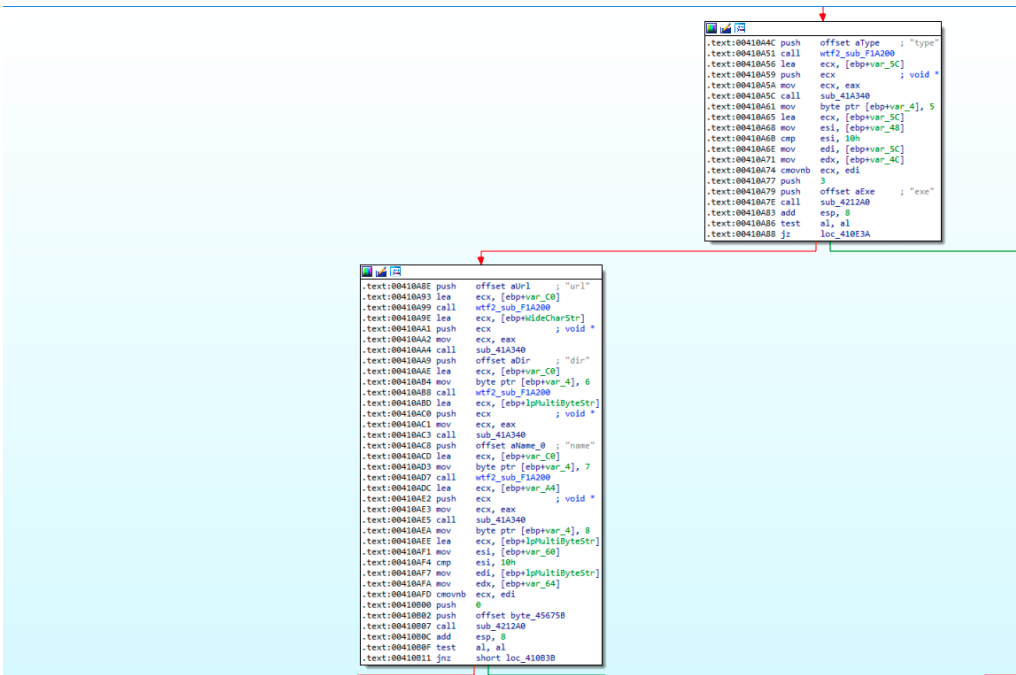 .text:00410A4C push offset aType ; "type"
.text:00410A51 call wtf2_sub_F1A200
.text:00410A56 lea ecx, [ebp+var_5C]
.text:00410A59 push ecx ; void *
.text:00410A5A mov ecx, eax
.text:00410A5C call sub_41A340
.text:00410A61 mov byte ptr [ebp+var_4], 5
.text:00410A65 lea ecx, [ebp+var_5C]
.text:00410A68 mov esi, [ebp+var_48]
.text:00410A6B cmp esi, 10h
.text:00410A6E mov edi, [ebp+var_5C]
.text:00410A71 mov edx, [ebp+var_4C]
.text:00410A74 cmovnb ecx, edi
.text:00410A77 push 3
.text:00410A79 push offset aExe ; "exe"
.text:00410A7E call sub_4212A0
.text:00410A83 add esp, 8
.text:00410A86 test al, al
.text:00410A88 jz loc_410E3A
.text:00410A8E push offset aUrl ; "url"
.text:00410A93 lea ecx, [ebp+var_C0]
.text:00410A99 call wtf2_sub_F1A200
.text:00410A9E lea ecx, [ebp+WideCharStr]
.text:00410AA1 push ecx ; void *
.text:00410AA2 mov ecx, eax
.text:00410AA4 call sub_41A340
.text:00410AA9 push offset aDir ; "dir"
.text:00410AAE lea ecx, [ebp+var_C0]
.text:00410AB4 mov byte ptr [ebp+var_4], 6
.text:00410AB8 call wtf2_sub_F1A200
.text:00410ABD lea ecx, [ebp+lpMultiByteStr]
.text:00410AC0 push ecx ; void *
.text:00410AC1 mov ecx, eax
.text:00410AC3 call sub_41A340
.text:00410AC8 push offset aName_0 ; "name"
.text:00410ACD lea ecx, [ebp+var_C0]
.text:00410AD3 mov byte ptr [ebp+var_4], 7
.text:00410AD7 call wtf2_sub_F1A200
.text:00410ADC lea ecx, [ebp+var_A4]
.text:00410AE2 push ecx ; void *
.text:00410AE3 mov ecx, eax
.text:00410AE5 call sub_41A340
.text:00410AEA mov byte ptr [ebp+var_4], 8
.text:00410AEE lea ecx, [ebp+lpMultiByteStr]
.text:00410AF1 mov esi, [ebp+var_60]
.text:00410AF4 cmp esi, 10h
.text:00410AF7 mov edi, [ebp+lpMultiByteStr]
.text:00410AFA mov edx, [ebp+var_64]
.text:00410AFD cmovnb ecx, edi
.text:00410B00 push 0
.text:00410B02 push offset byte_45675B
.text:00410B07 call sub_4212A0
.text:00410B0C add esp, 8
.text:00410B0F test al, al
.text:00410B11 jnz short loc_410B3B